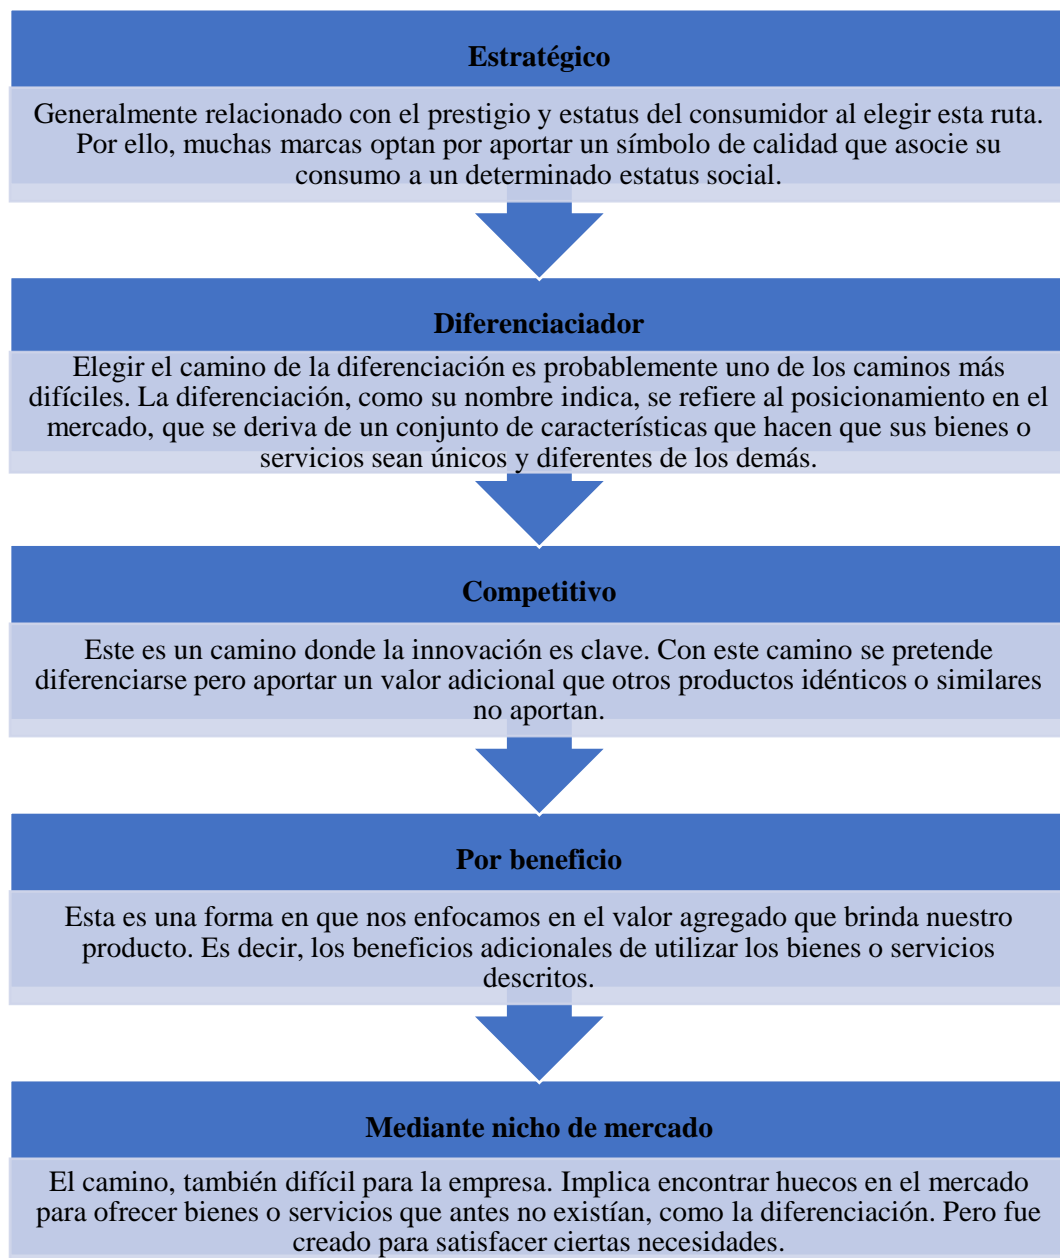 Estratégico
Generalmente relacionado con el prestigio y estatus del consumidor al elegir esta ruta.
Por ello, muchas marcas optan por aportar un símbolo de calidad que asocie su
consumo a un determinado estatus social.
Diferenciaciador
Elegir el camino de la diferenciación es probablemente uno de los caminos más
difíciles. La diferenciación, como su nombre indica, se refiere al posicionamiento en el
mercado, que se deriva de un conjunto de características que hacen que sus bienes o
servicios sean únicos y diferentes de los demás.
Competitivo
Este es un camino donde la innovación es clave. Con este camino se pretende
diferenciarse pero aportar un valor adicional que otros productos idénticos o similares
no aportan.
Por beneficio
Esta es una forma en que nos enfocamos en el valor agregado que brinda nuestro
producto. Es decir, los beneficios adicionales de utilizar los bienes o servicios
descritos.
Mediante nicho de mercado
El camino, también difícil para la empresa. Implica encontrar huecos en el mercado
para ofrecer bienes o servicios que antes no existían, como la diferenciación. Pero fue
creado para satisfacer ciertas necesidades.